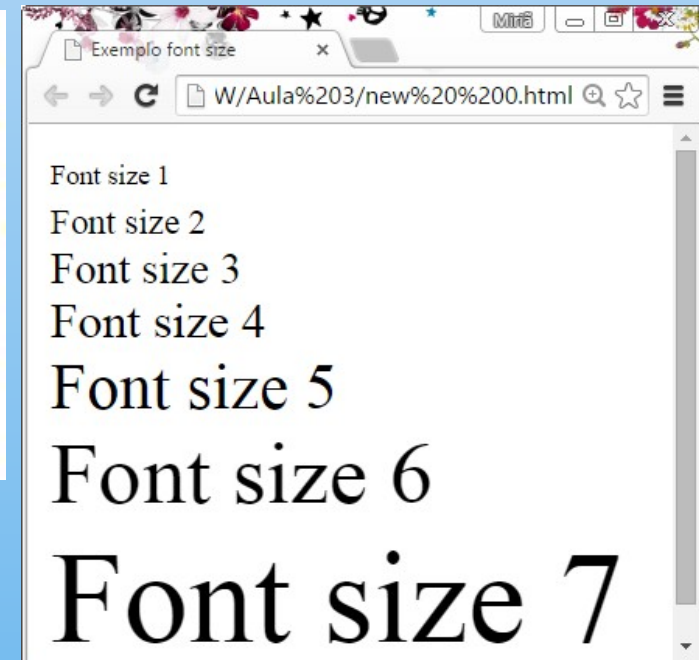 Miriã
Exemplo font size
W/Aula%203/new%20%200.html
Font size 1
Font size 2
Font size 3
Font size 4
Font size 5
Font size 6
Font size 7